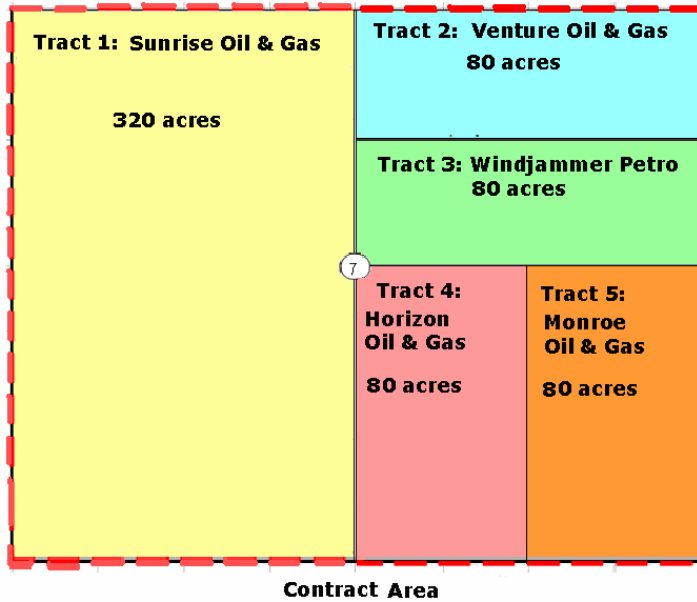 Tract 1: Sunrise Oil & Gas
320 acres
Tract 2: Venture Oil & Gas
80 acres
Tract 3: Windjammer Petro
80 acres
7
Tract 4:
Horizon
Oil & Gas
80 acres
Tract 5:
Monroe
Oil & Gas
80 acres
Contract Area